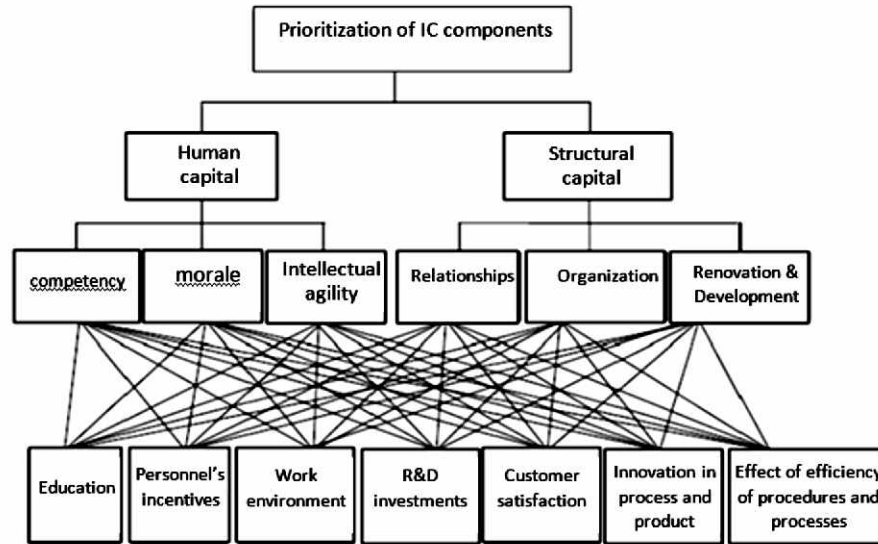 Prioritization of IC components
Human
capital
Structural
capital
competency
morale
Intellectual
agility
Relationships
Organization
Renovation &
Development
Education
Personnel's
incentives
Work
environment
R&D
investments
Customer
satisfaction
Innovation in
process and
product
Effect of efficiency
of procedures and
processes